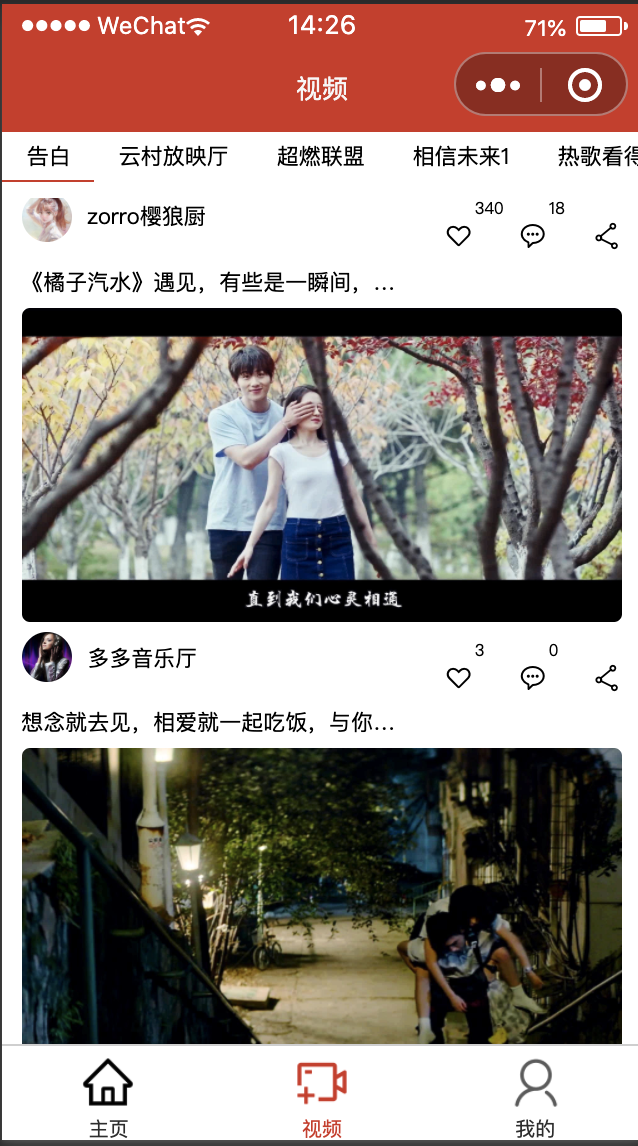 WeChat 14:26 71%
视频
告白 云村放映厅 超燃联盟 相信未来1 热歌看得
zorro樱狼厨 340 18
《橘子汽水》遇见，有些是一瞬间，...
直到我们心灵相通
多多音乐厅 3 0
想念就去见，相爱就一起吃饭，与你...
主页 视频 我的